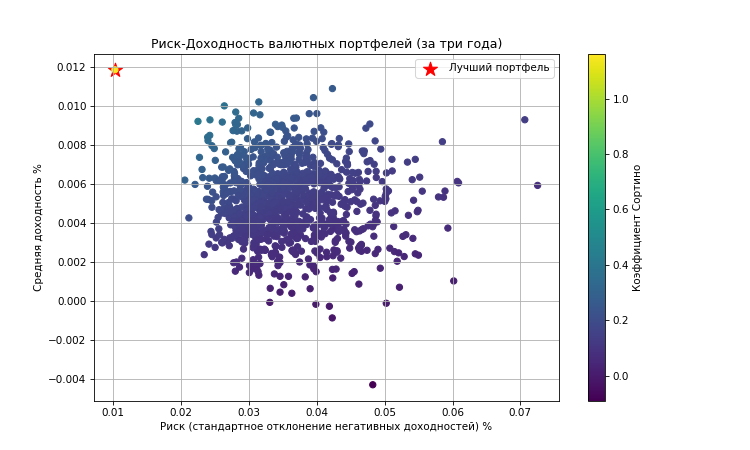 Риск-Доходность валютных портфелей (за три года)
Лучший портфель
0.012
0.010
0.008
0.006
0.004
0.002
0.000
−0.002
−0.004
Средняя доходность %
0.01 0.02 0.03 0.04 0.05 0.06 0.07
Риск (стандартное отклонение негативных доходностей) %
1.0
0.8
0.6
0.4
0.2
0.0
Коэффициент Сортино